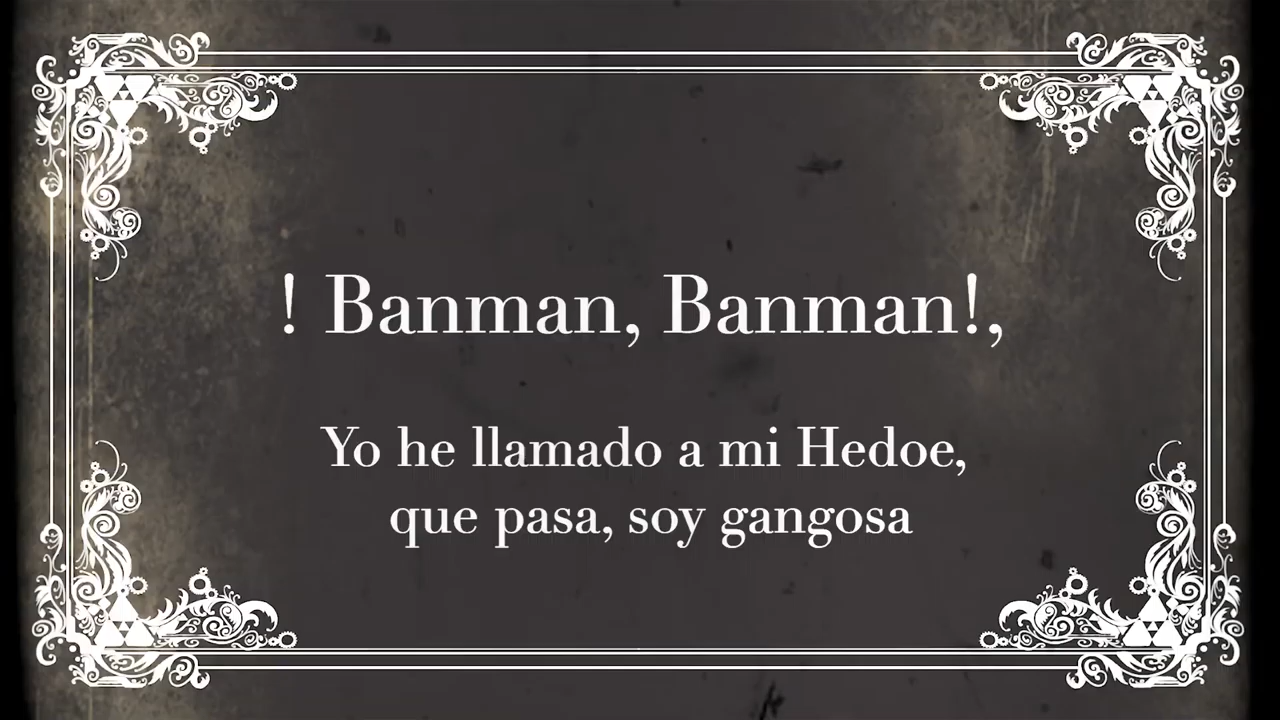 ! Banman, Banman!,
Yo he llamado a mi Hedoe,
que pasa, soy gangosa